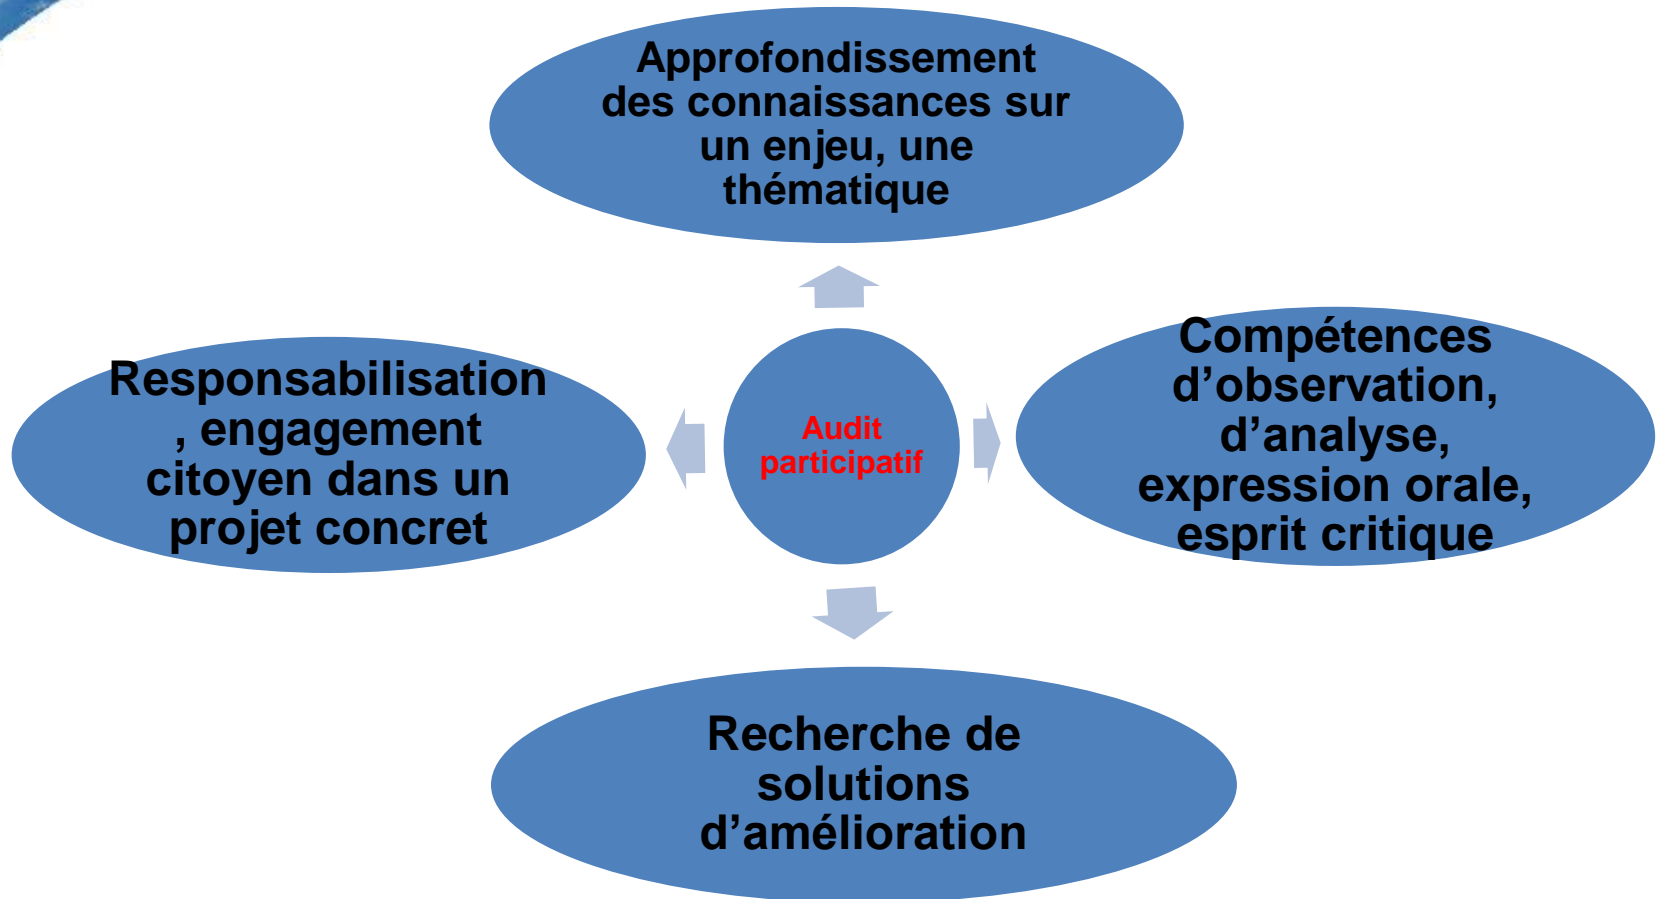 Approfondissement
des connaissances sur
un enjeu, une
thématique
Responsabilisation
, engagement
citoyen dans un
projet concret
Audit
participatif
Compétences
d’observation,
d’analyse,
expression orale,
esprit critique
Recherche de
solutions
d’amélioration